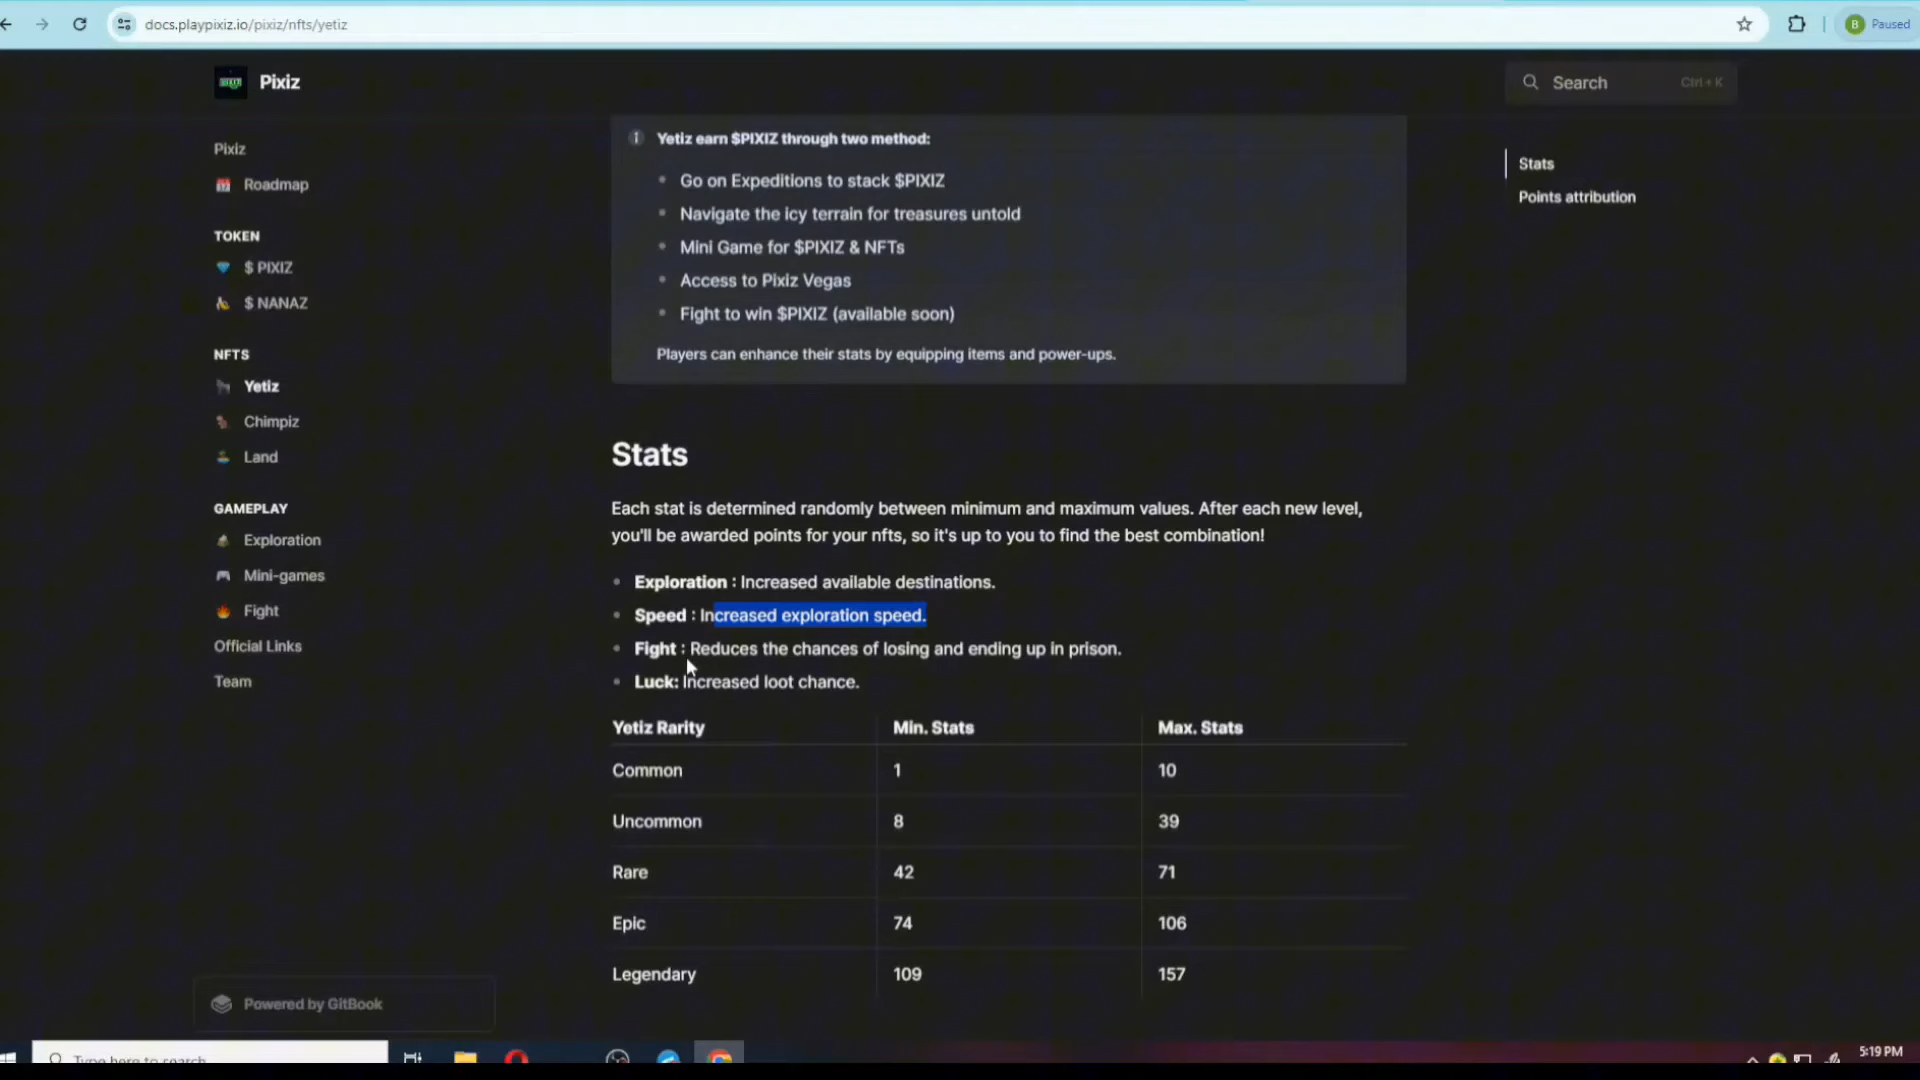 docs.playpixiz.io/pixiz/nfts/yetiz
B Paused
Pixiz
Search Ctrl + K
Pixiz
Roadmap
TOKEN
$ PIXIZ
$ NANAZ
NFTS
Yetiz
Chimpiz
Land
GAMEPLAY
Exploration
Mini-games
Fight
Official Links
Team
Powered by GitBook
Yetiz earn $PIXIZ through two method:
Go on Expeditions to stack $PIXIZ
Navigate the icy terrain for treasures untold
Mini Game for $PIXIZ & NFTs
Access to Pixiz Vegas
Fight to win $PIXIZ (available soon)
Players can enhance their stats by equipping items and power-ups.
Stats
Each stat is determined randomly between minimum and maximum values. After each new level,
you'll be awarded points for your nfts, so it's up to you to find the best combination!
Exploration : Increased available destinations.
Speed : Increased exploration speed.
Fight : Reduces the chances of losing and ending up in prison.
Luck: Increased loot chance.
Yetiz Rarity Min. Stats Max. Stats
Common 1 10
Uncommon 8 39
Rare 42 71
Epic 74 106
Legendary 109 157
Stats
Points attribution
Type here to search
5:19 PM